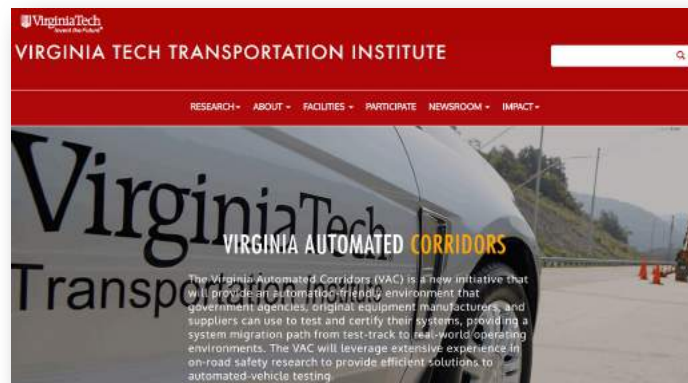 VirginiaTech
Invent the Future
VIRGINIA TECH TRANSPORTATION INSTITUTE
RESEARCH ABOUT FACILITIES PARTICIPATE NEWSROOM IMPACT
VirginiaTech
Transportation
VIRGINIA AUTOMATED CORRIDORS
The Virginia Automated Corridors (VAC) is a new initiative that
will provide an automation-friendly environment that
government agencies, original equipment manufacturers, and
suppliers can use to test and certify their systems, providing a
system migration path from test-track to real-world operating
environments. The VAC will leverage extensive experience in
on-road safety research to provide efficient solutions to
automated-vehicle testing.